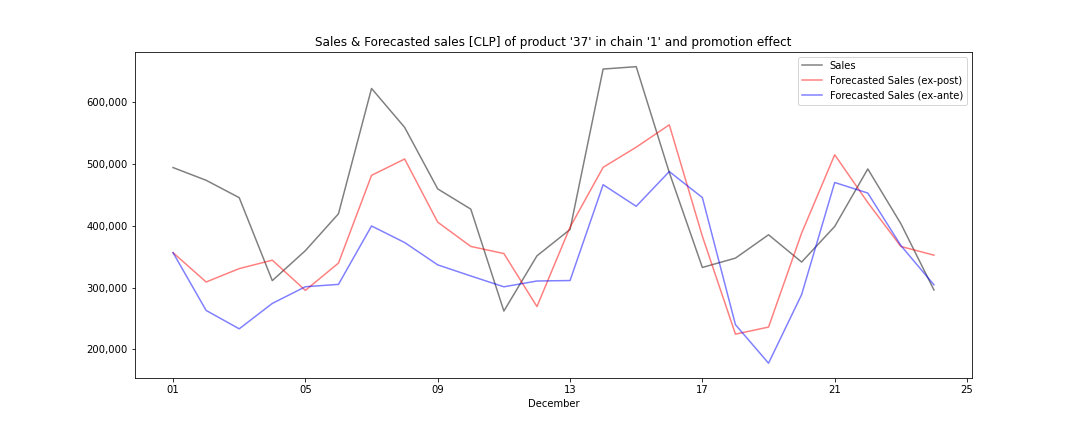 Sales & Forecasted sales [CLP] of product '37' in chain '1' and promotion effect
Sales
Forecasted Sales (ex-post)
Forecasted Sales (ex-ante)
600,000
500,000
400,000
300,000
200,000
01 05 09 13 17 21 25
December